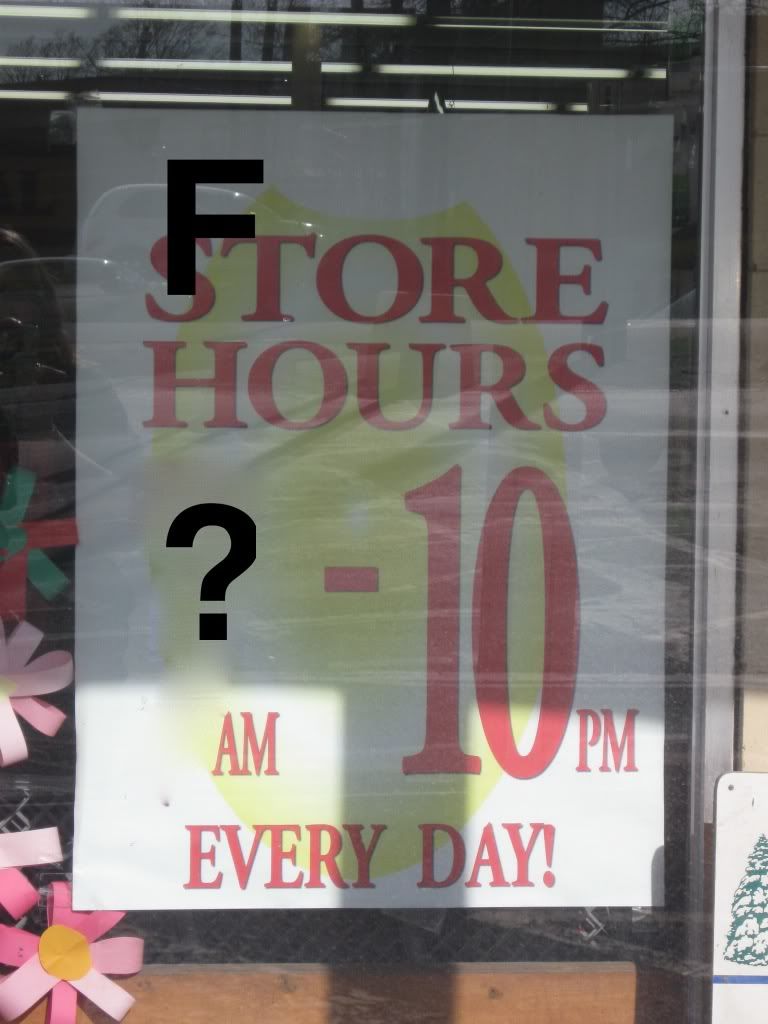 F
STORE
HOURS
? - 10
AM PM
EVERY DAY!